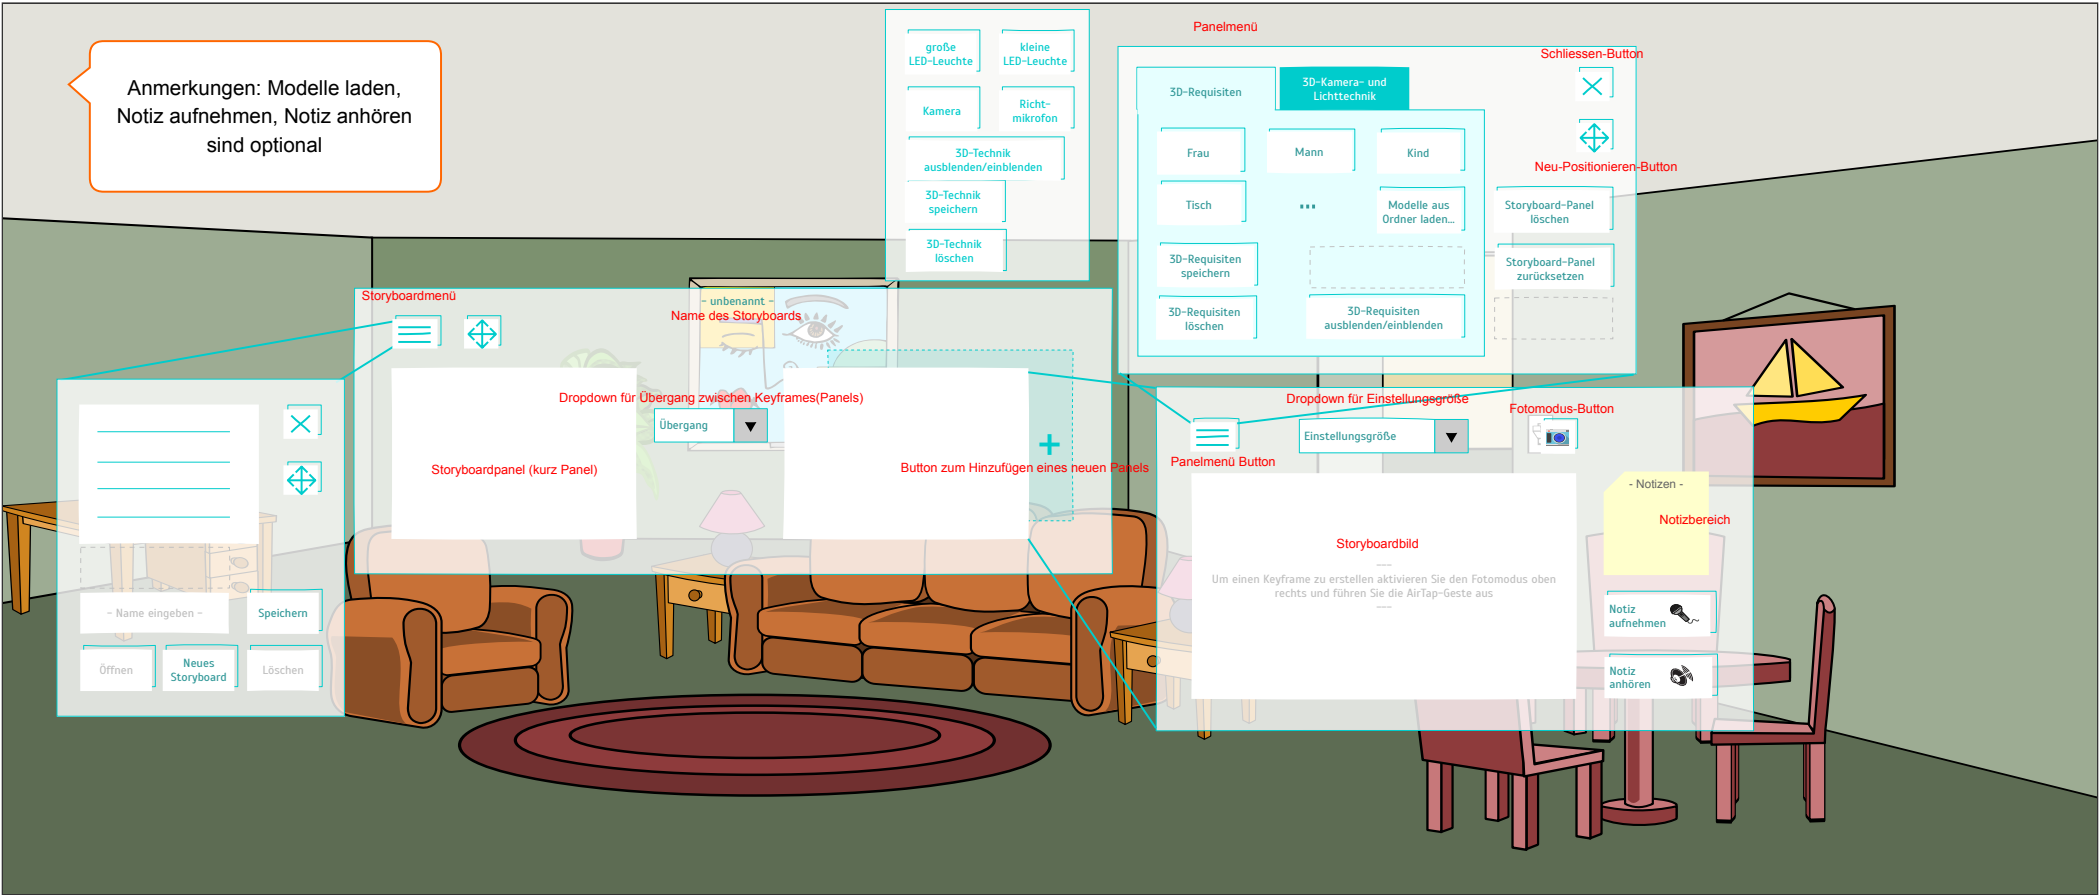 Anmerkungen: Modelle laden,
Notiz aufnehmen, Notiz anhören
sind optional
große
LED-Leuchte
kleine
LED-Leuchte
Kamera
Richt-
mikrofon
3D-Technik
ausblenden/einblenden
3D-Technik
speichern
3D-Technik
löschen
Panelmenü
Schliessen-Button
3D-Requisiten
3D-Kamera- und
Lichttechnik
Frau
Mann
Kind
Neu-Positionieren-Button
Tisch
...
Modelle aus
Ordner laden...
Storyboard-Panel
löschen
3D-Requisiten
speichern
Storyboard-Panel
zurücksetzen
3D-Requisiten
löschen
3D-Requisiten
ausblenden/einblenden
Storyboardmenü
- unbenannt -
Name des Storyboards
Dropdown für Übergang zwischen Keyframes(Panels)
Übergang
Storyboardpanel (kurz Panel)
+
Button zum Hinzufügen eines neuen Panels
- Name eingeben -
Speichern
Öffnen
Neues
Storyboard
Löschen
Dropdown für Einstellungsgröße
Fotomodus-Button
Einstellungsgröße
Panelmenü Button
- Notizen -
Notizbereich
Storyboardbild
---
Um einen Keyframe zu erstellen aktivieren Sie den Fotomodus oben
rechts und führen Sie die AirTap-Geste aus
---
Notiz
aufnehmen
Notiz
anhören